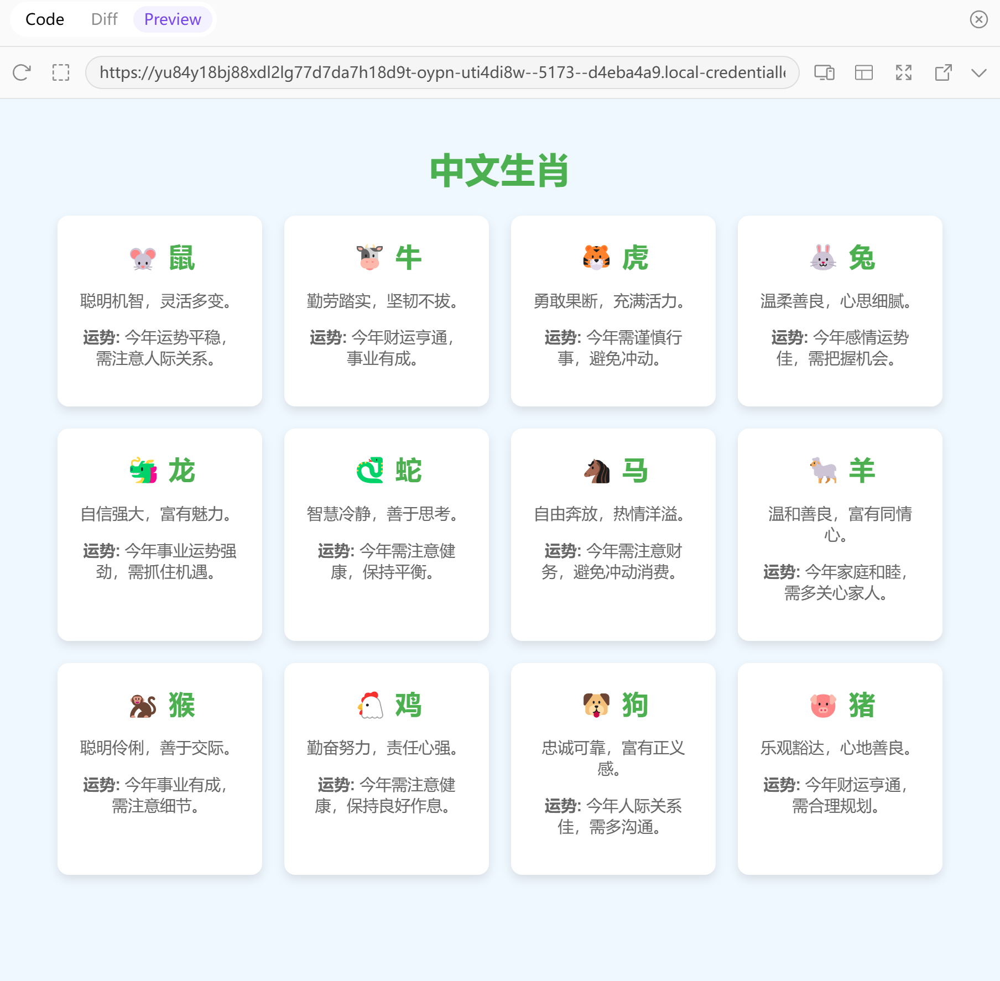 Code Diff Preview
https://yu84y18bj88xdl2lg77d7da7h18d9t-oypn-uti4di8w--5173--d4eba4a9.local-credentialle
中文生肖
鼠
聪明机智，灵活多变。
运势: 今年运势平稳，
需注意人际关系。
牛
勤劳踏实，坚韧不拔。
运势: 今年财运亨通，
事业有成。
虎
勇敢果断，充满活力。
运势: 今年需谨慎行
事，避免冲动。
兔
温柔善良，心思细腻。
运势: 今年感情运势
佳，需把握机会。
龙
自信强大，富有魅力。
运势: 今年事业运势强
劲，需抓住机遇。
蛇
智慧冷静，善于思考。
运势: 今年需注意健
康，保持平衡。
马
自由奔放，热情洋溢。
运势: 今年需注意财
务，避免冲动消费。
羊
温和善良，富有同情
心。
运势: 今年家庭和睦，
需多关心家人。
猴
聪明伶俐，善于交际。
运势: 今年事业有成，
需注意细节。
鸡
勤奋努力，责任心强。
运势: 今年需注意健
康，保持良好作息。
狗
忠诚可靠，富有正义
感。
运势: 今年人际关系
佳，需多沟通。
猪
乐观豁达，心地善良。
运势: 今年财运亨通，
需合理规划。